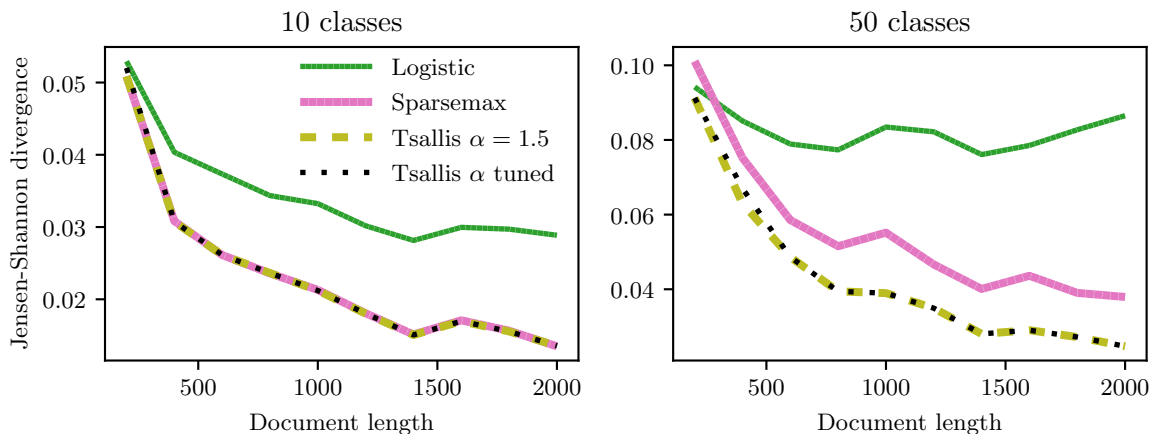 10 classes
Jensen-Shannon divergence
0.05
0.04
0.03
0.02
Logistic
Sparsemax
Tsallis α = 1.5
Tsallis α tuned
500
1000
1500
2000
Document length
50 classes
0.10
0.08
0.06
0.04
500
1000
1500
2000
Document length